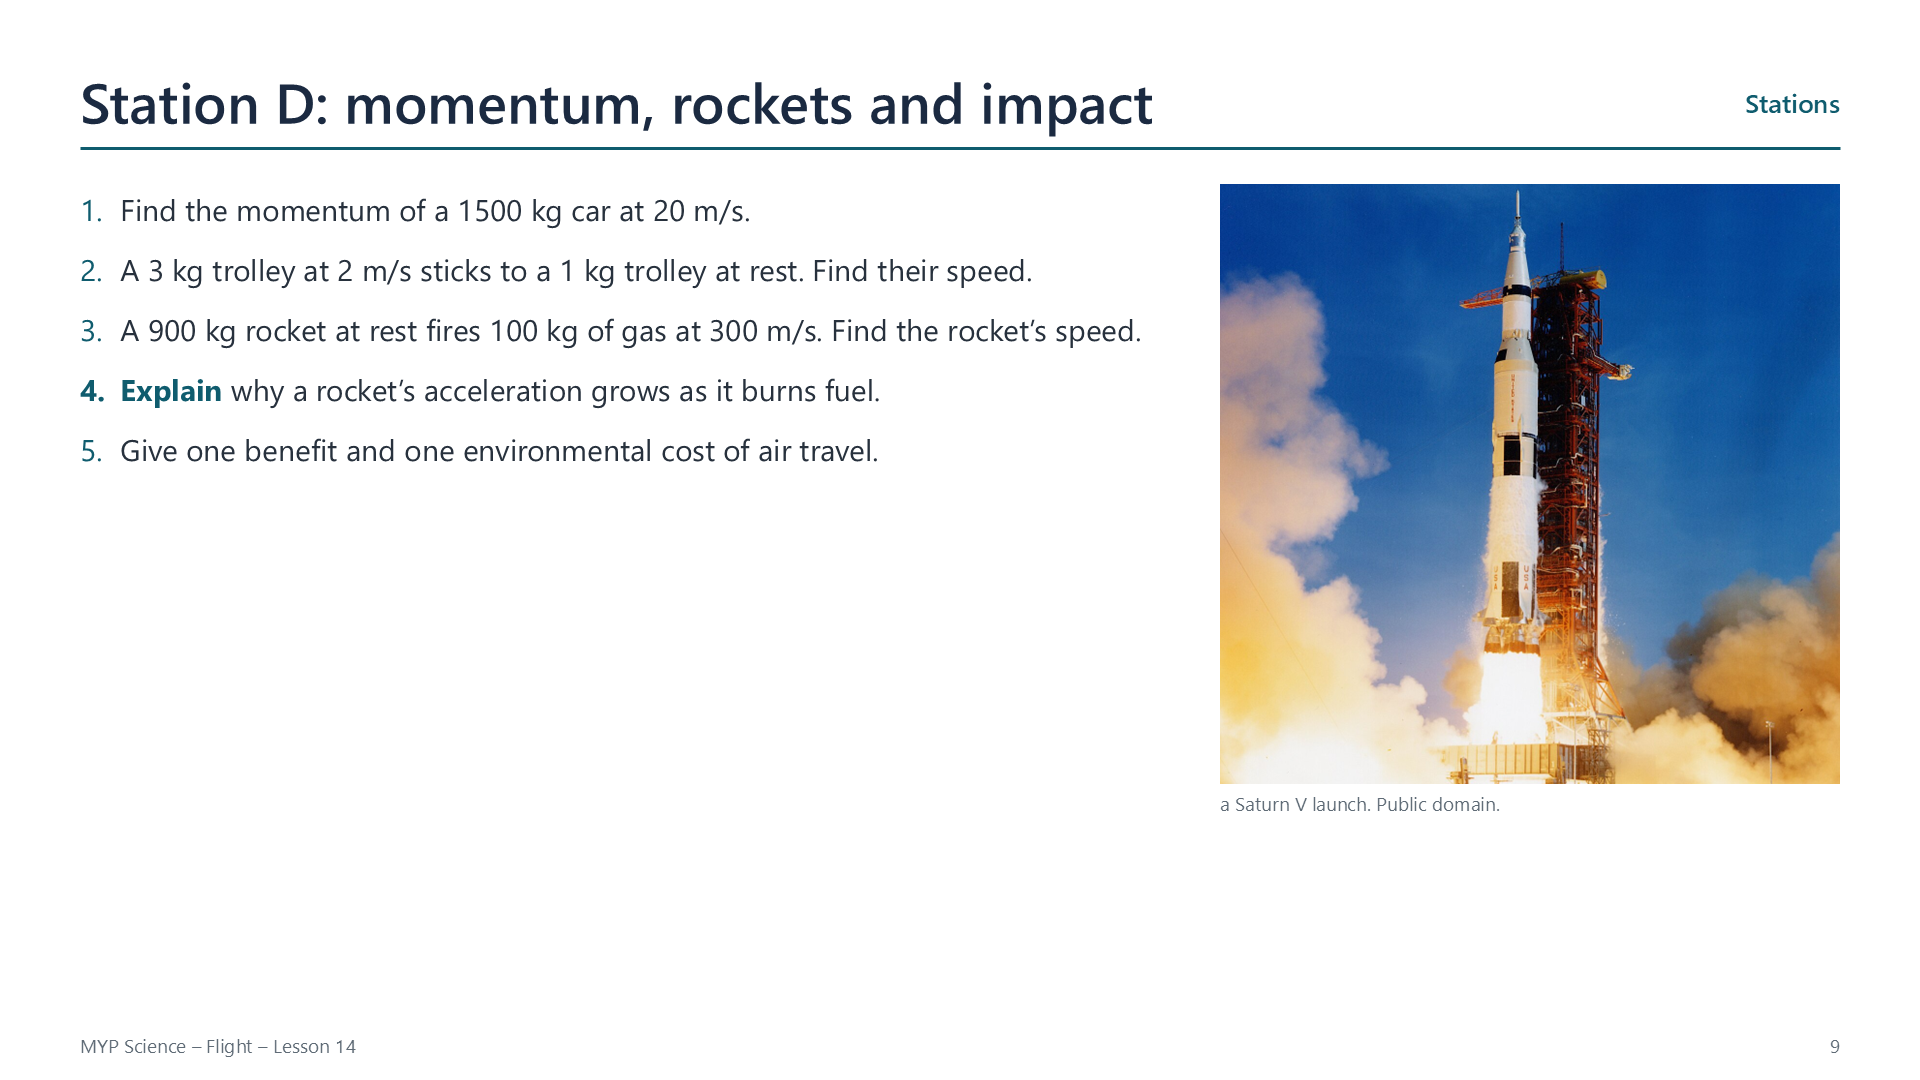 Station D: momentum, rockets and impact
Stations
1. Find the momentum of a 1500 kg car at 20 m/s.
2. A 3 kg trolley at 2 m/s sticks to a 1 kg trolley at rest. Find their speed.
3. A 900 kg rocket at rest fires 100 kg of gas at 300 m/s. Find the rocket’s speed.
4. Explain why a rocket’s acceleration grows as it burns fuel.
5. Give one benefit and one environmental cost of air travel.
USA
USA
a Saturn V launch. Public domain.
MYP Science – Flight – Lesson 14
9